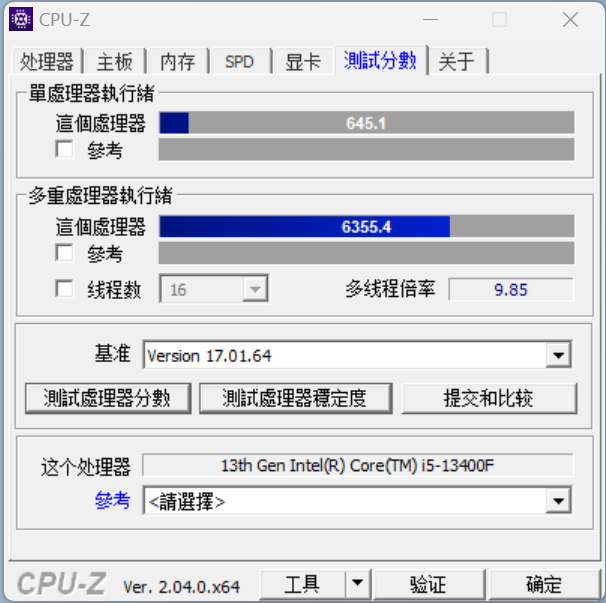 CPU-Z
处理器 主板 内存 SPD 显卡 測試分數 关于
單處理器執行緒
這個處理器 645.1
參考
多重處理器執行緒
這個處理器 6355.4
參考
线程数 16 多线程倍率 9.85
基准 Version 17.01.64
測試處理器分數 測試處理器穩定度 提交和比较
这个处理器 13th Gen Intel(R) Core(TM) i5-13400F
參考 <請選擇>
CPU-Z Ver. 2.04.0.x64 工具 验证 确定